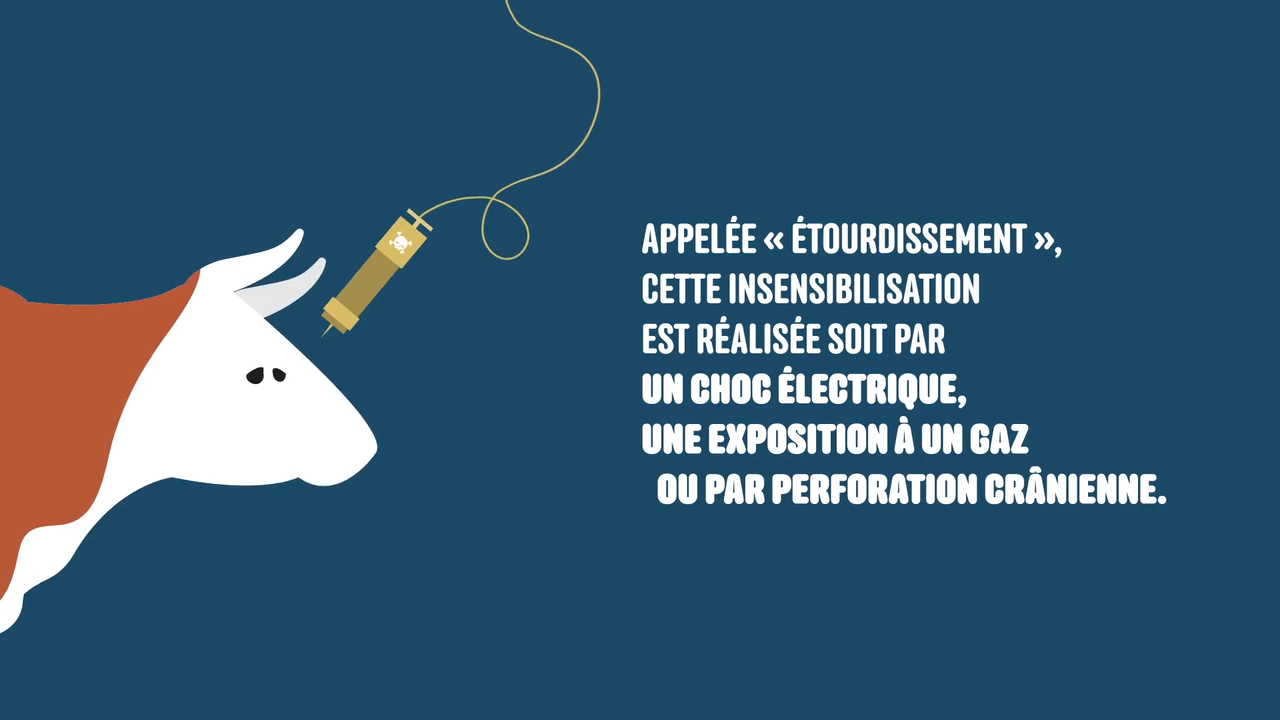 APPELÉE « ÉTOURDISSEMENT »,
CETTE INSENSIBILISATION
EST RÉALISÉE SOIT PAR
UN CHOC ÉLECTRIQUE,
UNE EXPOSITION À UN GAZ
OU PAR PERFORATION CRÂNIENNE.